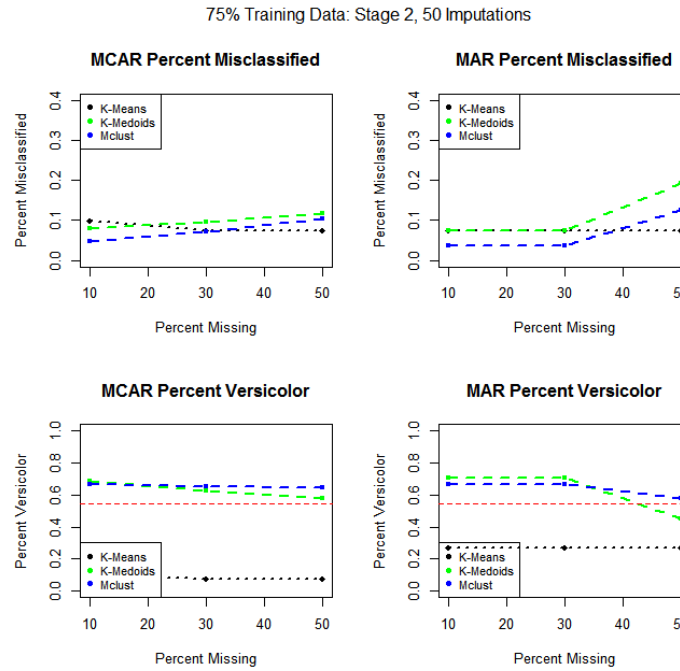 75% Training Data: Stage 2, 50 Imputations
MCAR Percent Misclassified
Percent Misclassified
0.0 0.1 0.2 0.3 0.4
K-Means
K-Medoids
Mclust
10 20 30 40 50
Percent Missing
MAR Percent Misclassified
Percent Misclassified
0.0 0.1 0.2 0.3 0.4
K-Means
K-Medoids
Mclust
10 20 30 40 50
Percent Missing
MCAR Percent Versicolor
Percent Versicolor
0.0 0.2 0.4 0.6 0.8 1.0
K-Means
K-Medoids
Mclust
10 20 30 40 50
Percent Missing
MAR Percent Versicolor
Percent Versicolor
0.0 0.2 0.4 0.6 0.8 1.0
K-Means
K-Medoids
Mclust
10 20 30 40 50
Percent Missing